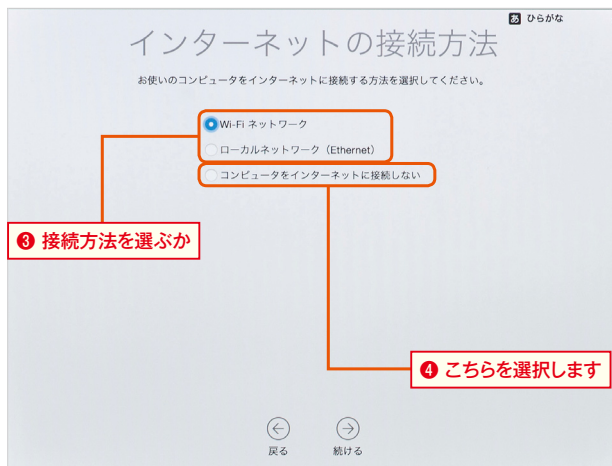 あ ひらがな
インターネットの接続方法
お使いのコンピュータをインターネットに接続する方法を選択してください。
Wi-Fi ネットワーク
ローカルネットワーク（Ethernet）
コンピュータをインターネットに接続しない
❸ 接続方法を選ぶか
❹ こちらを選択します
戻る
続ける